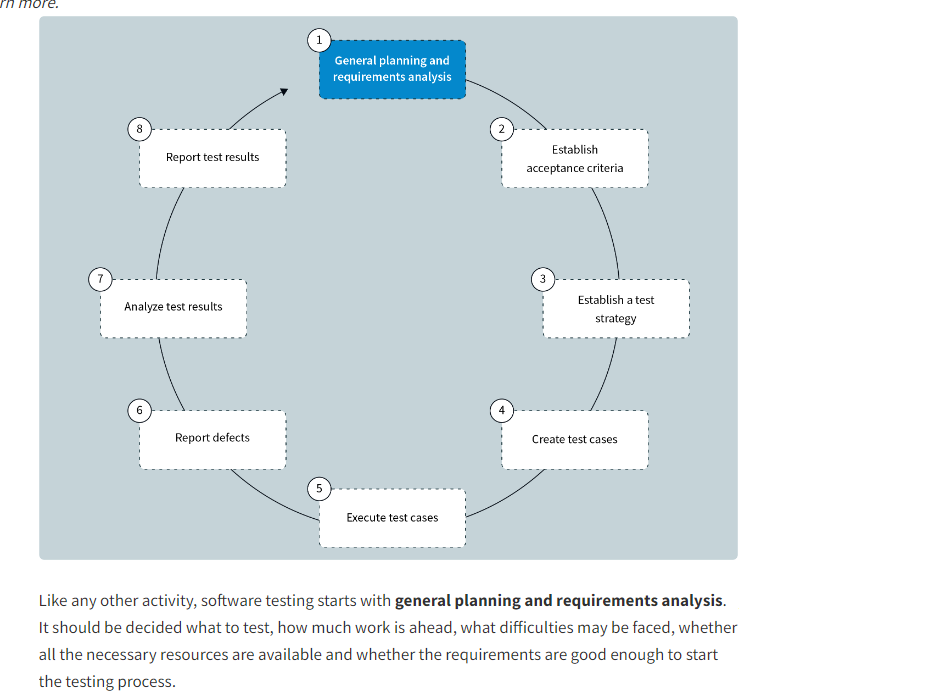 rn more.
1
General planning and
requirements analysis
2
Establish
acceptance criteria
3
Establish a test
strategy
4
Create test cases
5
Execute test cases
6
Report defects
7
Analyze test results
8
Report test results
Like any other activity, software testing starts with general planning and requirements analysis.
It should be decided what to test, how much work is ahead, what difficulties may be faced, whether
all the necessary resources are available and whether the requirements are good enough to start
the testing process.